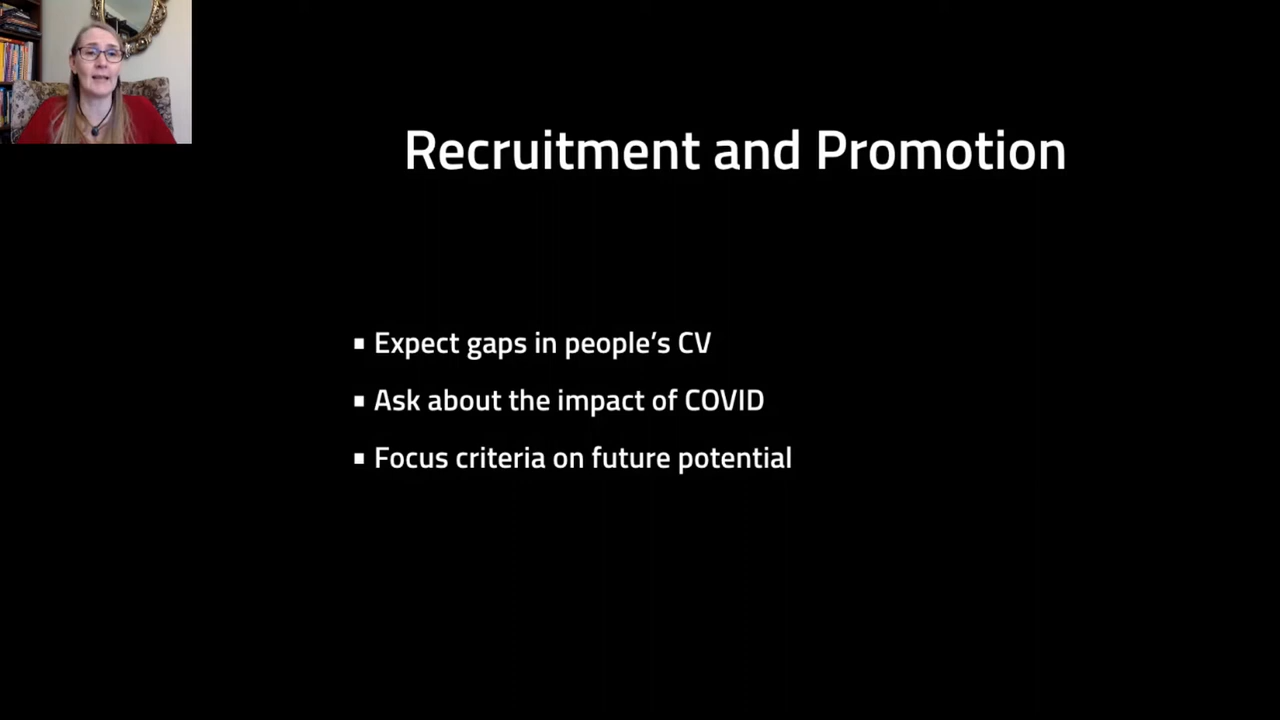 Recruitment and Promotion
▪ Expect gaps in people’s CV
▪ Ask about the impact of COVID
▪ Focus criteria on future potential